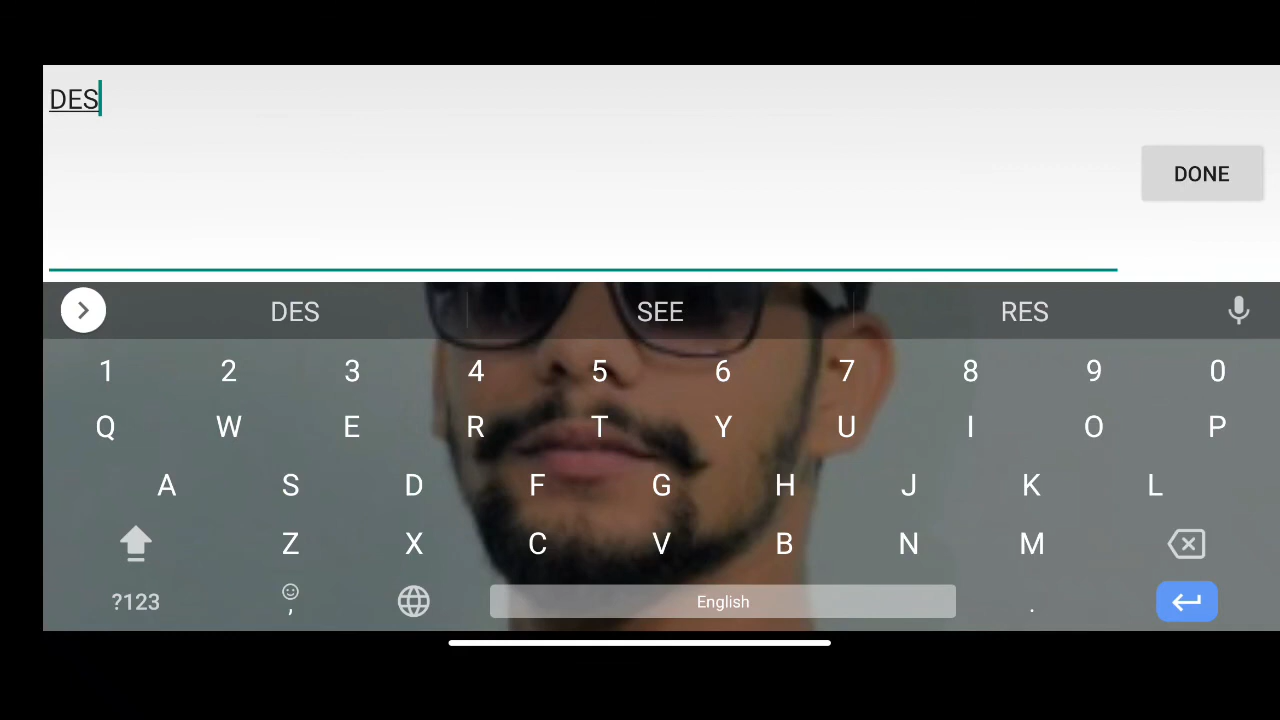 DES
DONE
DES SEE RES
1 2 3 4 5 6 7 8 9 0
Q W E R T Y U I O P
A S D F G H J K L
Z X C V B N M
?123 , English .